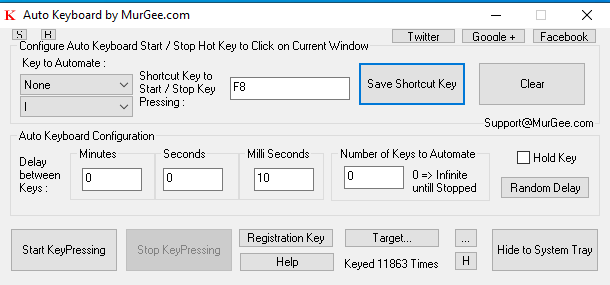 K Auto Keyboard by MurGee.com
S R Twitter Google + Facebook
Configure Auto Keyboard Start / Stop Hot Key to Click on Current Window
Key to Automate :
None
I
Shortcut Key to
Start / Stop Key
Pressing :
F8
Save Shortcut Key
Clear
Support@MurGee.com
Auto Keyboard Configuration
Delay
between
Keys :
Minutes
0
Seconds
0
Milli Seconds
10
Number of Keys to Automate
0
0 => Infinite
untill Stopped
Hold Key
Random Delay
Start KeyPressing
Stop KeyPressing
Registration Key
Help
Target...
...
Keyed 11863 Times
H
Hide to System Tray